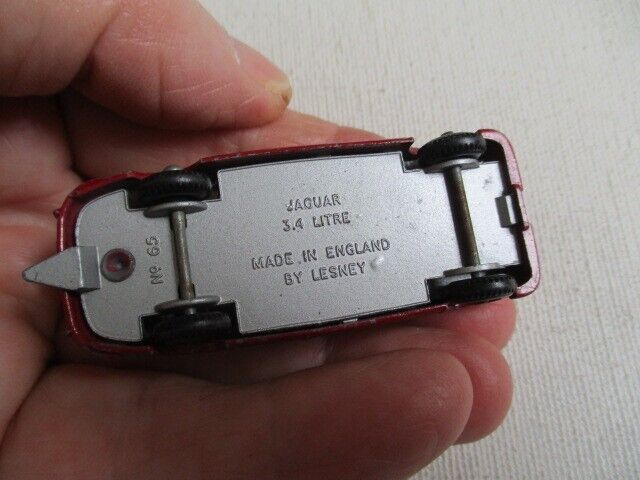 JAGUAR
3.4 LITRE
MADE IN ENGLAND
BY LESNEY
Nº 65